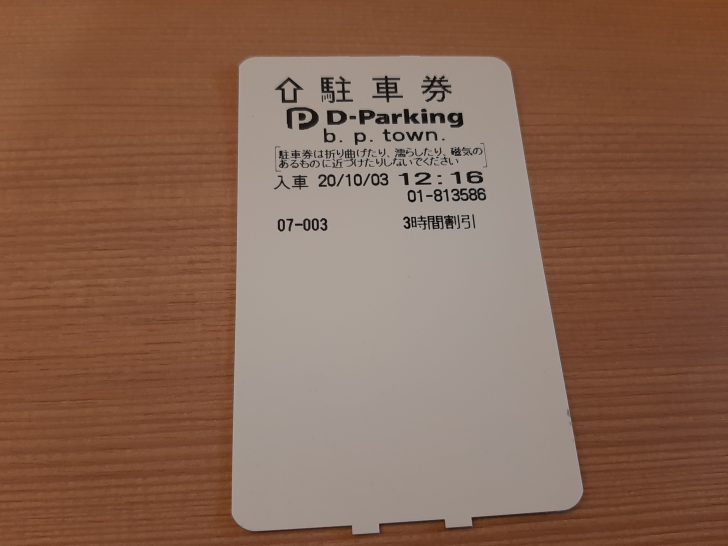 ⇧ 駐車券
P D-Parking
b. p. town.
駐車券は折り曲げたり、濡らしたり、磁気の
あるものに近づけたりしないでください
入車 20/10/03 12:16
01-813586
07-003 3時間割引